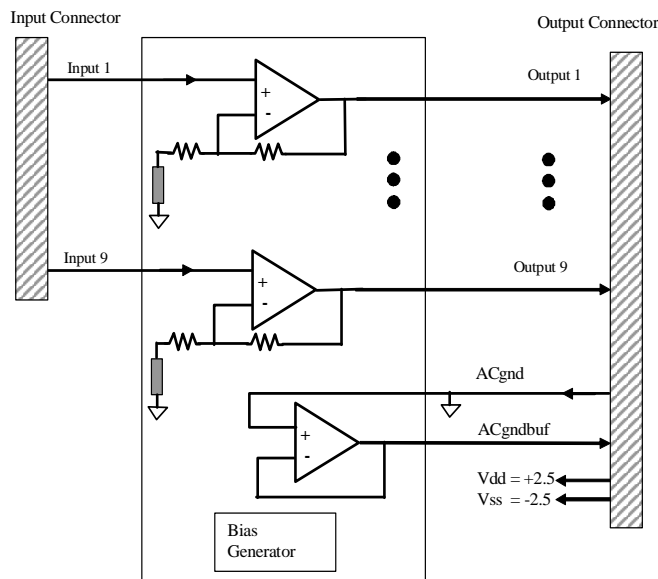 Input Connector
Output Connector
Input 1
Output 1
+
-
Input 9
Output 9
+
-
ACgnd
+
-
ACgndbuf
Vdd = +2.5
Vss = -2.5
Bias
Generator